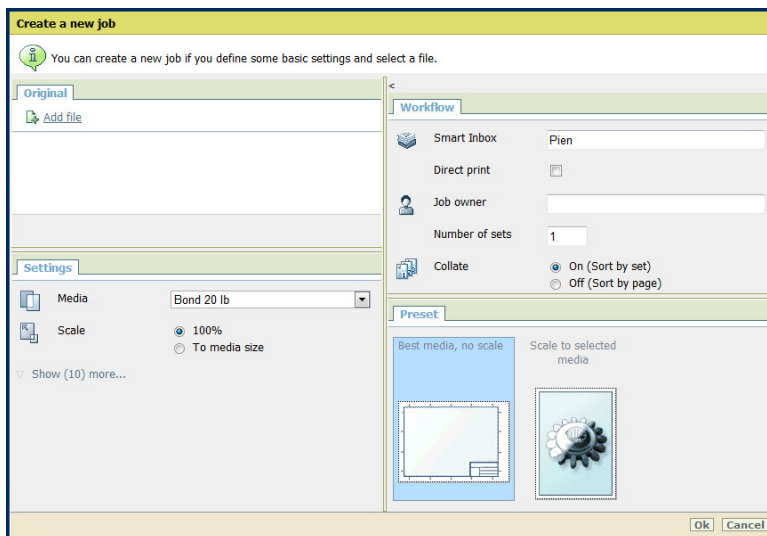 Create a new job
You can create a new job if you define some basic settings and select a file.
Original
Add file
Settings
Media
Bond 20 lb
Scale
100%
To media size
Show (10) more...
<
Workflow
Smart Inbox
Pien
Direct print
Job owner
Number of sets
1
Collate
On (Sort by set)
Off (Sort by page)
Preset
Best media, no scale
Scale to selected
media
Ok
Cancel